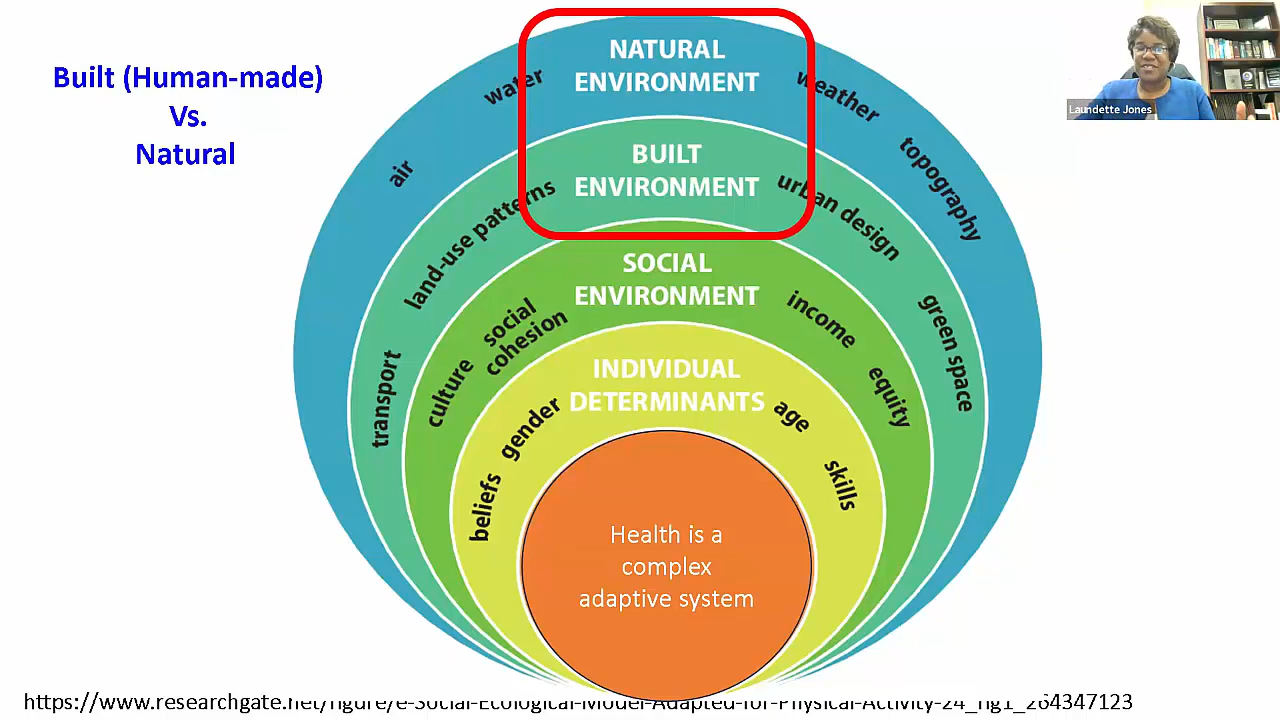 Built (Human-made)
Vs.
Natural
NATURAL
ENVIRONMENT
water
weather
air
topography
BUILT
ENVIRONMENT
land-use patterns
urban design
transport
green space
SOCIAL
ENVIRONMENT
social
cohesion
income
culture
equity
INDIVIDUAL
DETERMINANTS
gender
age
beliefs
skills
Health is a
complex
adaptive system
Laundette Jones
https://www.researchgate.net/figure/e-Social-Ecological-Model-Adapted-for-Physical-Activity-24_fig1_264347123